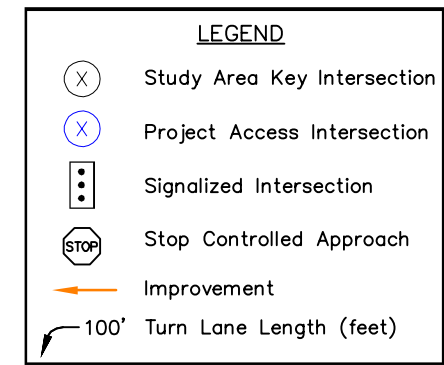 LEGEND
X Study Area Key Intersection
X Project Access Intersection
Signalized Intersection
STOP Stop Controlled Approach
Improvement
100' Turn Lane Length (feet)